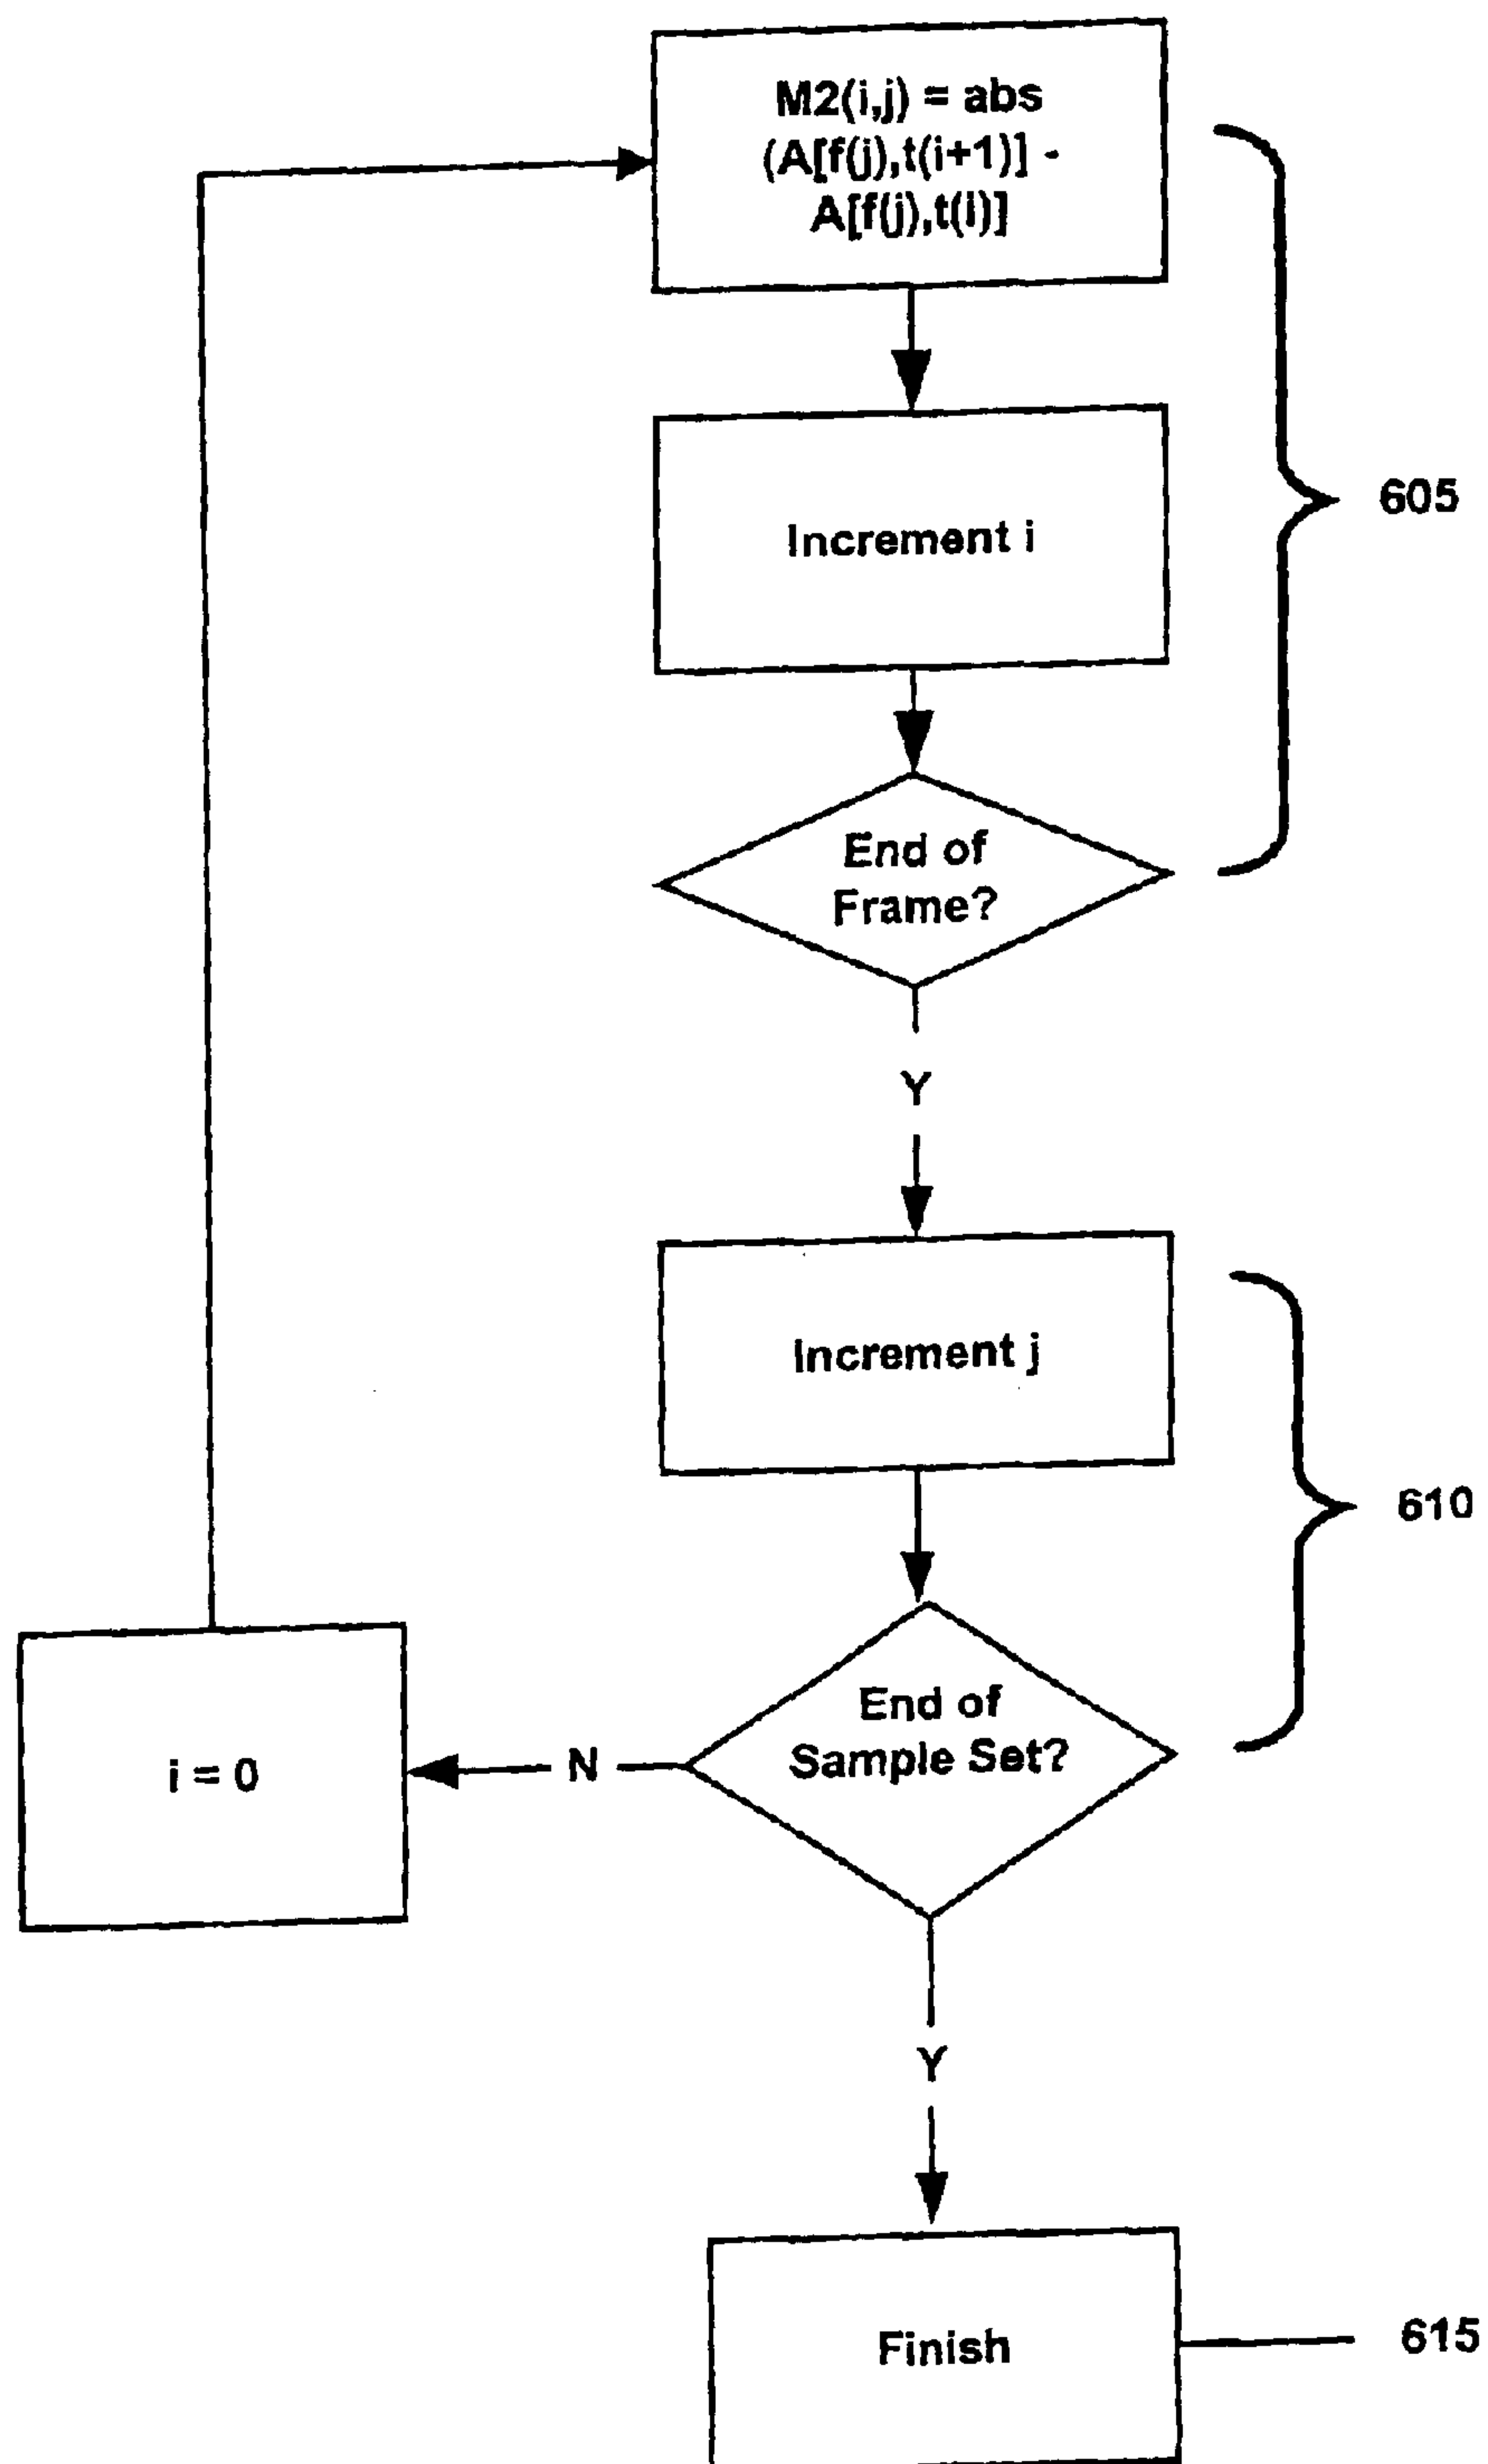 M2(i,j) = abs
(A[f(j),t(i+1)] -
A[f(j),t(i)]
605
Increment i
End of
Frame?
Y
Increment j
610
End of
Sample Set?
N
i = 0
Y
Finish
615